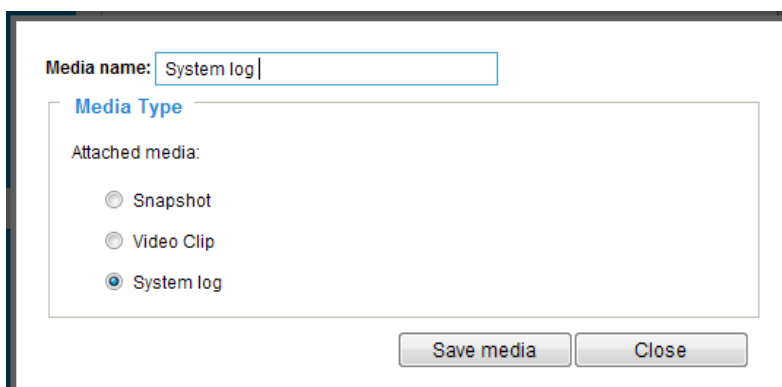 Media name: System log
Media Type
Attached media:
Snapshot
Video Clip
System log
Save media Close